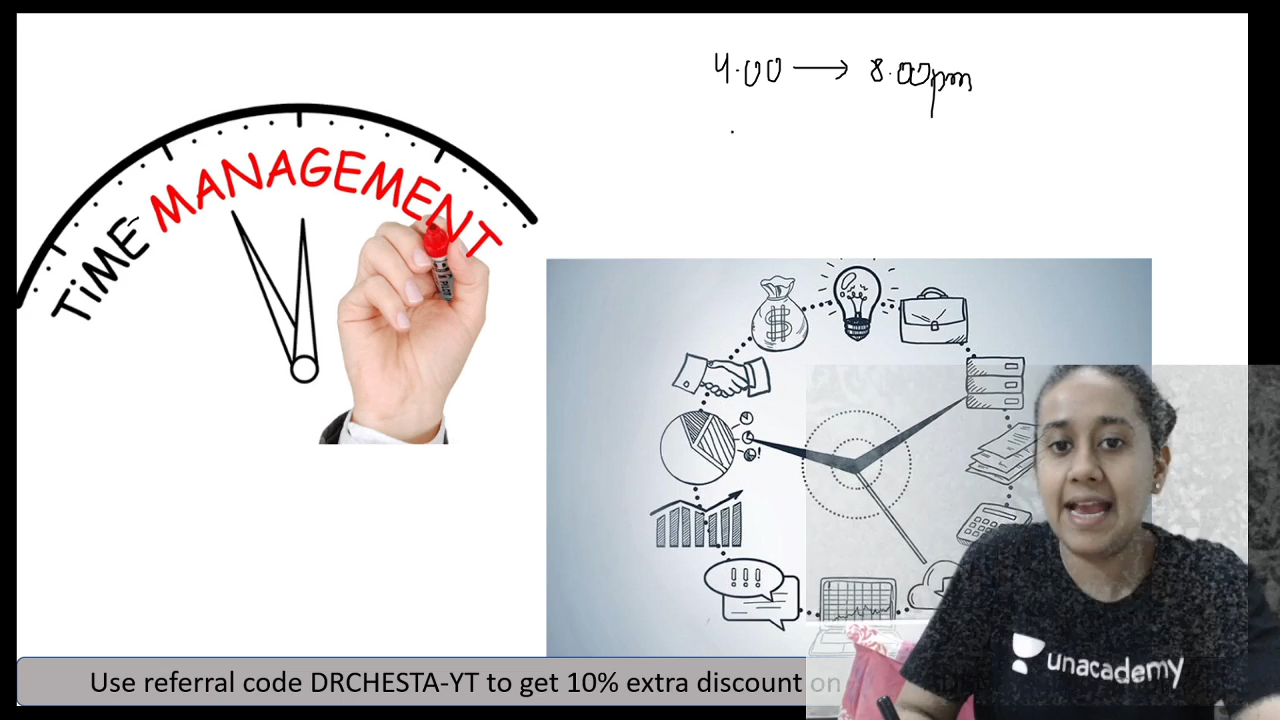 4.00 → 8.00pm
TiME MANAGEMENT
!!!
unacademy
Use referral code DRCHESTA-YT to get 10% extra discount on